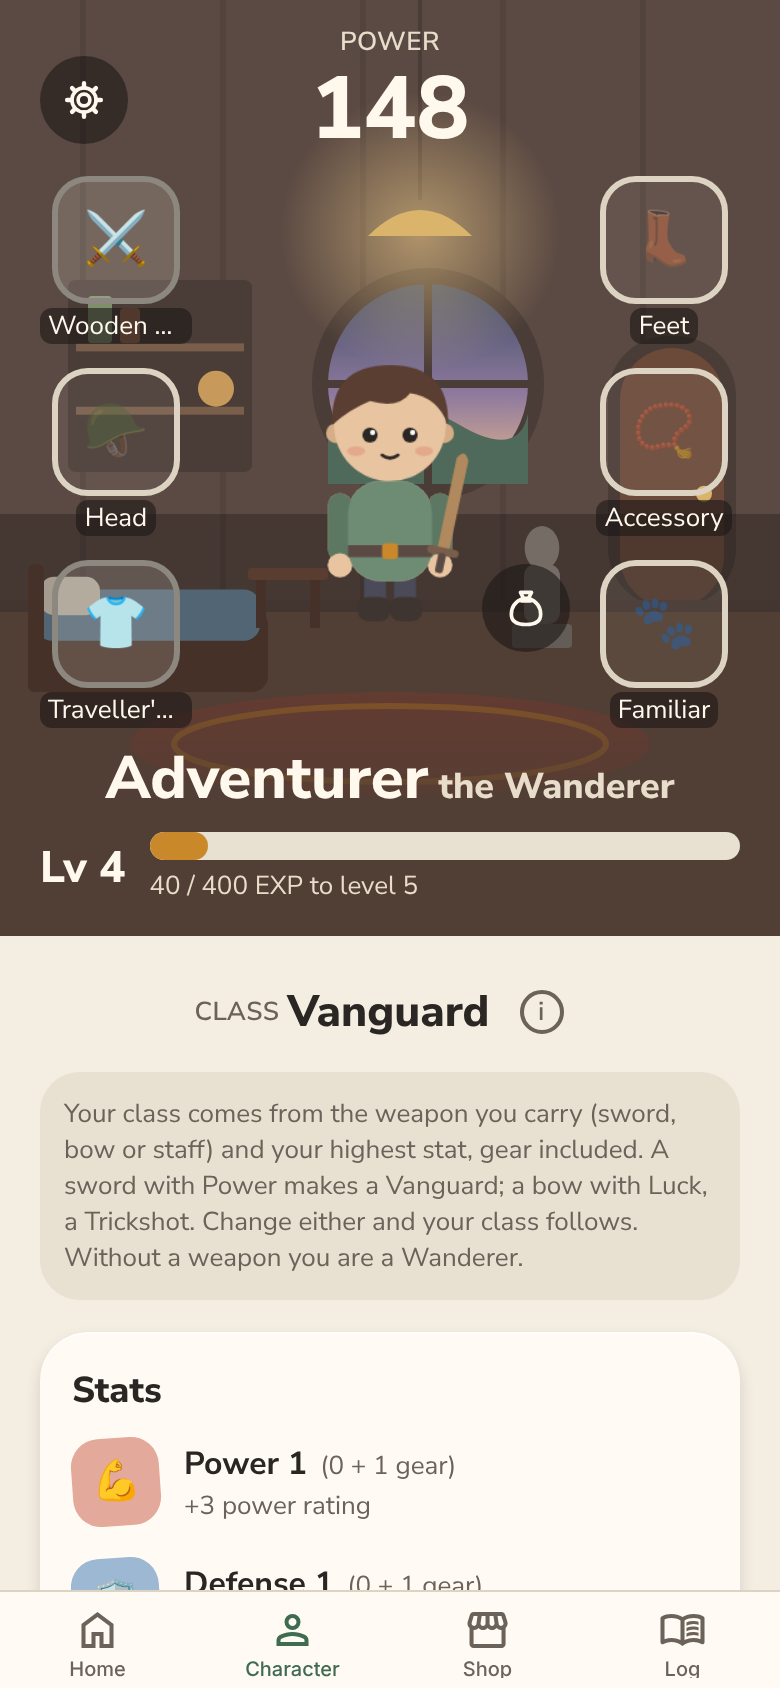 POWER
148
Wooden ...
Feet
Head
Accessory
Traveller'...
Familiar
Adventurer the Wanderer
Lv 4
40 / 400 EXP to level 5
CLASS Vanguard i
Your class comes from the weapon you carry (sword,
bow or staff) and your highest stat, gear included. A
sword with Power makes a Vanguard; a bow with Luck,
a Trickshot. Change either and your class follows.
Without a weapon you are a Wanderer.
Stats
Power 1 (0 + 1 gear)
+3 power rating
Defense 1 (0 + 1 gear)
Home
Character
Shop
Log